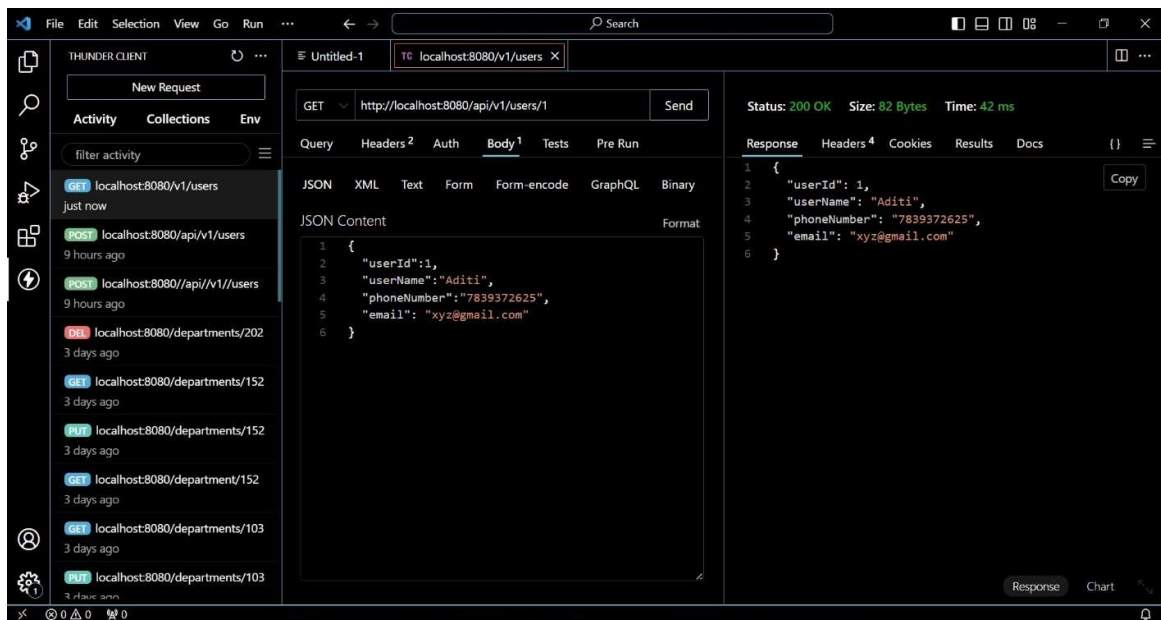 File Edit Selection View Go Run ··· Search
THUNDER CLIENT
New Request
Activity Collections Env
filter activity
GET localhost:8080/v1/users
just now
POST localhost:8080/api/v1/users
9 hours ago
POST localhost:8080//api//v1//users
9 hours ago
DEL localhost:8080/departments/202
3 days ago
GET localhost:8080/departments/152
3 days ago
PUT localhost:8080/departments/152
3 days ago
GET localhost:8080/department/152
3 days ago
GET localhost:8080/departments/103
3 days ago
PUT localhost:8080/departments/103
3 days ago
Untitled-1 TC localhost:8080/v1/users
GET http://localhost:8080/api/v1/users/1 Send
Query Headers 2 Auth Body 1 Tests Pre Run
JSON XML Text Form Form-encode GraphQL Binary
JSON Content Format
1 {
2 "userId":1,
3 "userName":"Aditi",
4 "phoneNumber":"7839372625",
5 "email": "xyz@gmail.com"
6 }
Status: 200 OK Size: 82 Bytes Time: 42 ms
Response Headers 4 Cookies Results Docs {}
Copy
1 {
2 "userId": 1,
3 "userName": "Aditi",
4 "phoneNumber": "7839372625",
5 "email": "xyz@gmail.com"
6 }
Response Chart
1
0 0 0